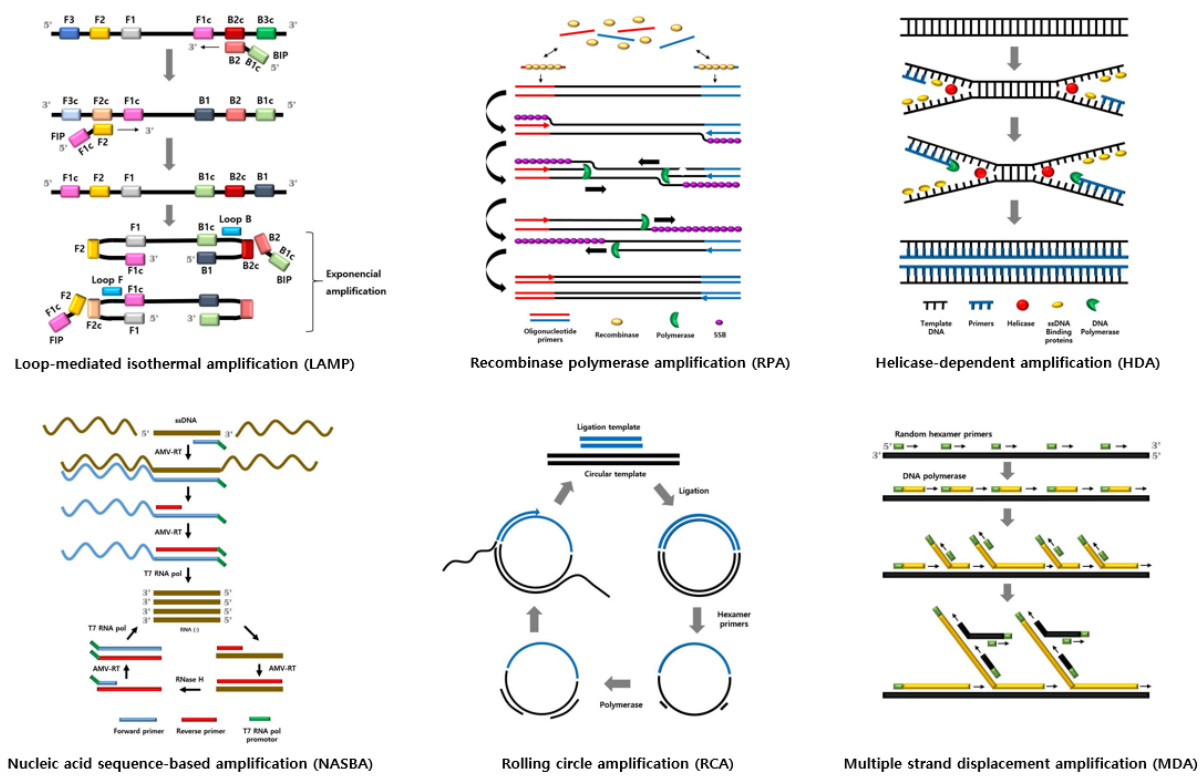 5' F3 F2 F1 F1c B2c B3c 3'
3' B2 B1c BIP 5'
3' F3c F2c F1c B1 B2 B1c 5'
FIP F1c F2 3'
5'
F1c F2 F1 B1c B2c B1
5' 3'
Loop B
F1 B1c B2
F2 B1c
F1c 5' B1 B2c BIP
Loop F
F2 F1c
F1c
F2c F1 5'
FIP
Exponencial
amplification
Loop-mediated isothermal amplification (LAMP)
Oligonucleotide
primers
Recombinase
Polymerase
SSB
Recombinase polymerase amplification (RPA)
Template
DNA
Primers
Helicase
ssDNA
Binding
proteins
DNA
Polymerase
Helicase-dependent amplification (HDA)
ssDNA
5' 3'
AMV-RT
AMV-RT
T7 RNA pol
3' 5'
3' 5'
3' 5'
3' 5'
RNA (-)
T7 RNA pol
AMV-RT
RNase H
AMV-RT
Forward primer
Reverse primer
T7 RNA pol
promotor
Nucleic acid sequence-based amplification (NASBA)
Ligation template
Circular template
Ligation
Hexamer
primers
Polymerase
Rolling circle amplification (RCA)
Random hexamer primers
5' 3'
3' 5'
DNA polymerase
Multiple strand displacement amplification (MDA)